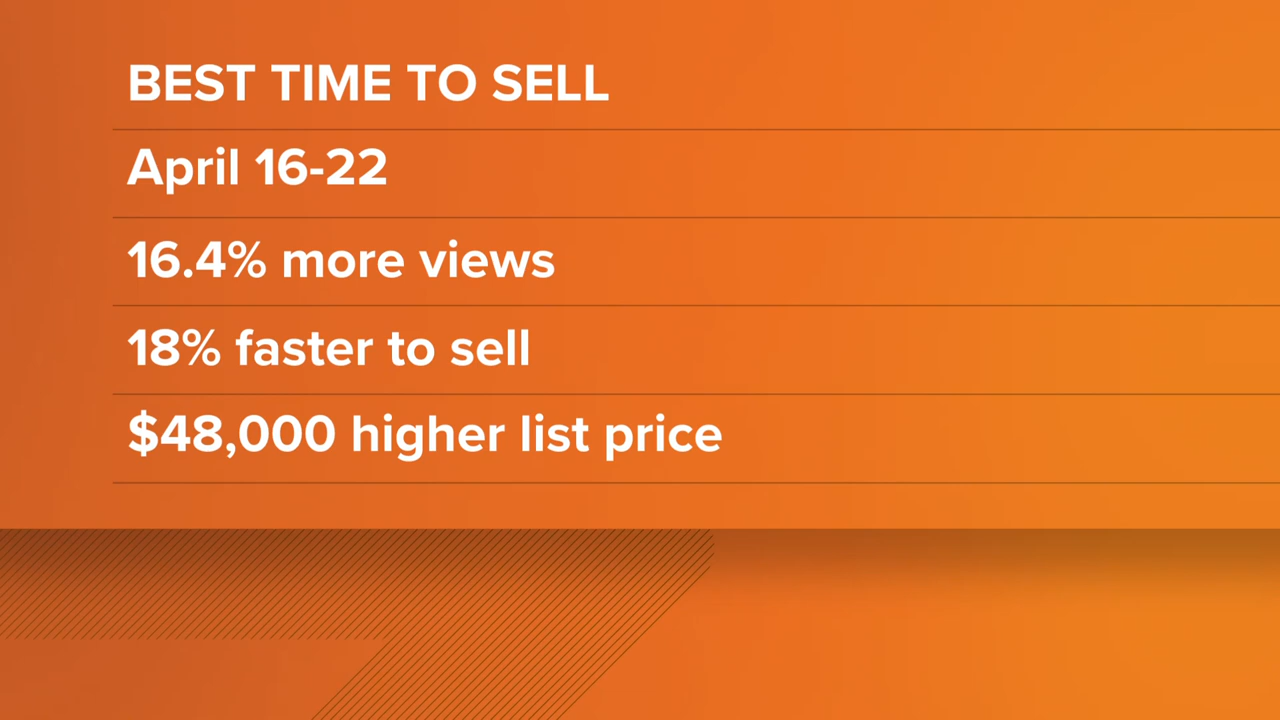 BEST TIME TO SELL
April 16-22
16.4% more views
18% faster to sell
$48,000 higher list price